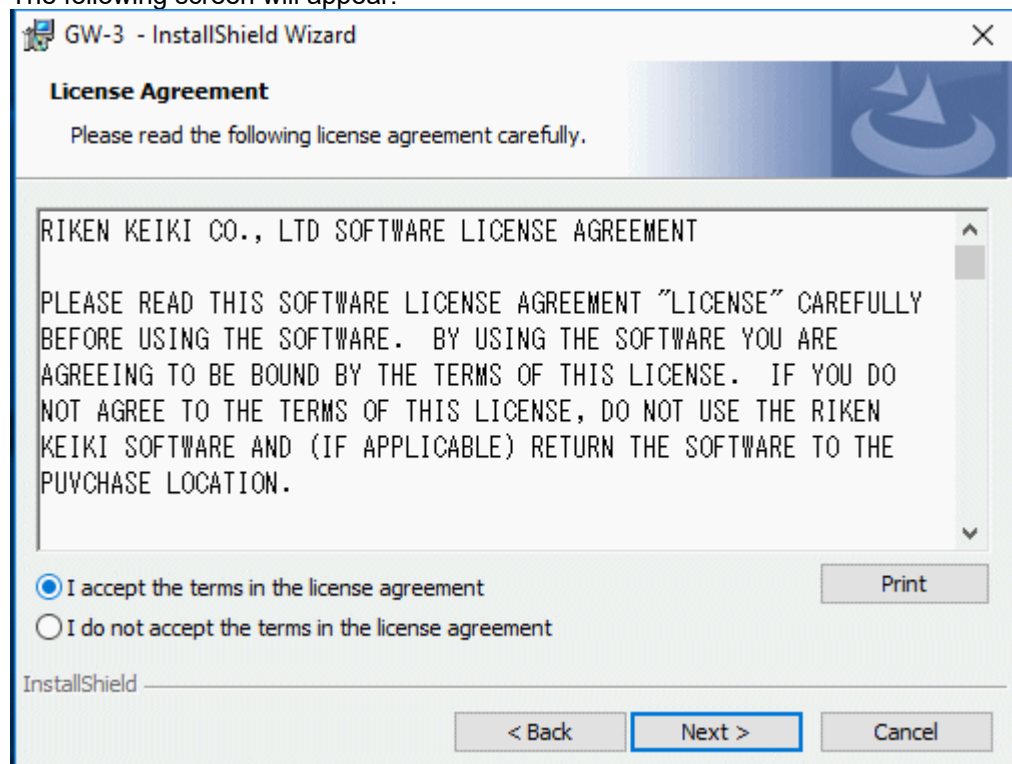 The following screen will appear.
GW-3 - InstallShield Wizard
License Agreement
Please read the following license agreement carefully.
RIKEN KEIKI CO., LTD SOFTWARE LICENSE AGREEMENT
PLEASE READ THIS SOFTWARE LICENSE AGREEMENT ˝LICENSE˝ CAREFULLY
BEFORE USING THE SOFTWARE.  BY USING THE SOFTWARE YOU ARE
AGREEING TO BE BOUND BY THE TERMS OF THIS LICENSE.  IF YOU DO
NOT AGREE TO THE TERMS OF THIS LICENSE, DO NOT USE THE RIKEN
KEIKI SOFTWARE AND (IF APPLICABLE) RETURN THE SOFTWARE TO THE
PUVCHASE LOCATION.
I accept the terms in the license agreement
Print
I do not accept the terms in the license agreement
InstallShield
< Back
Next >
Cancel